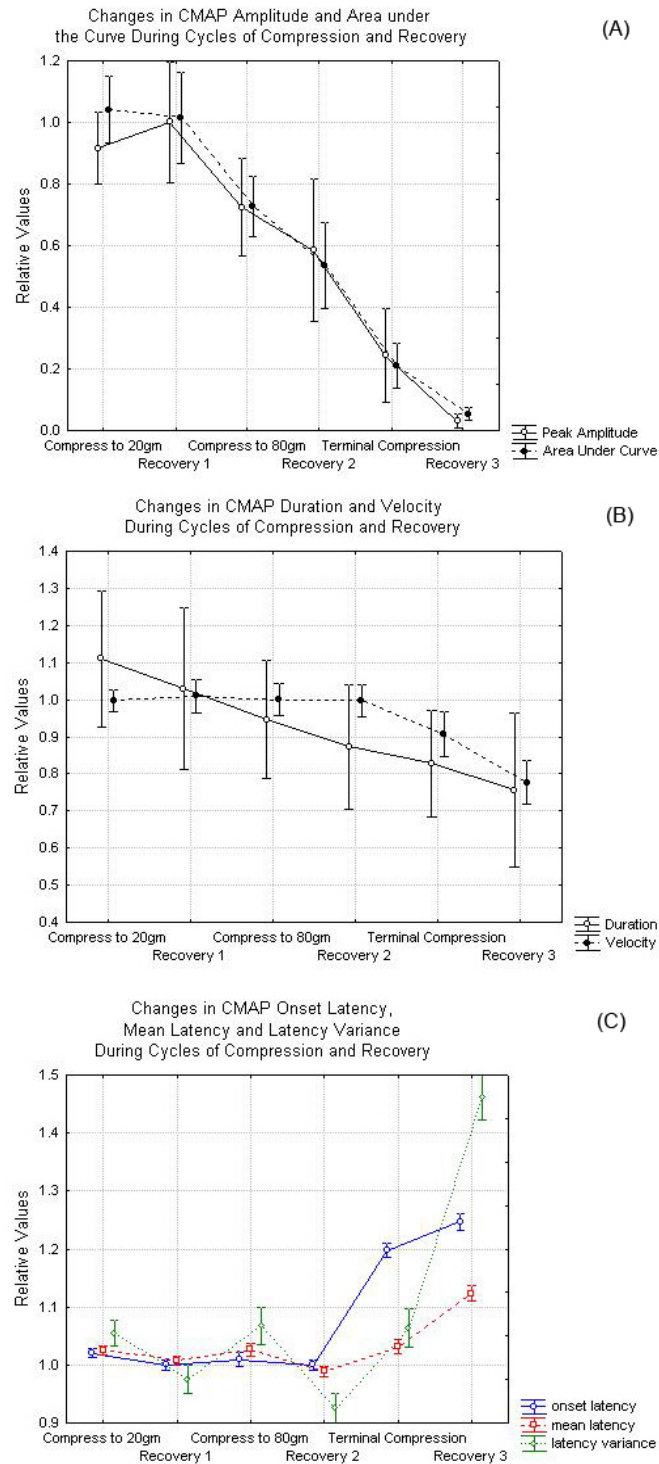 Changes in CMAP Amplitude and Area under
the Curve During Cycles of Compression and Recovery
(A)
1.2
1.0
0.8
0.6
0.4
0.2
0.0
Relative Values
Compress to 20gm
Recovery 1
Compress to 80gm
Recovery 2
Terminal Compression
Recovery 3
Peak Amplitude
Area Under Curve
Changes in CMAP Duration and Velocity
During Cycles of Compression and Recovery
(B)
1.4
1.3
1.2
1.1
1.0
0.9
0.8
0.7
0.6
0.5
0.4
Relative Values
Compress to 20gm
Recovery 1
Compress to 80gm
Recovery 2
Terminal Compression
Recovery 3
Duration
Velocity
Changes in CMAP Onset Latency,
Mean Latency and Latency Variance
During Cycles of Compression and Recovery
(C)
1.5
1.4
1.3
1.2
1.1
1.0
0.9
Relative Values
Compress to 20gm
Recovery 1
Compress to 80gm
Recovery 2
Terminal Compression
Recovery 3
onset latency
mean latency
latency variance